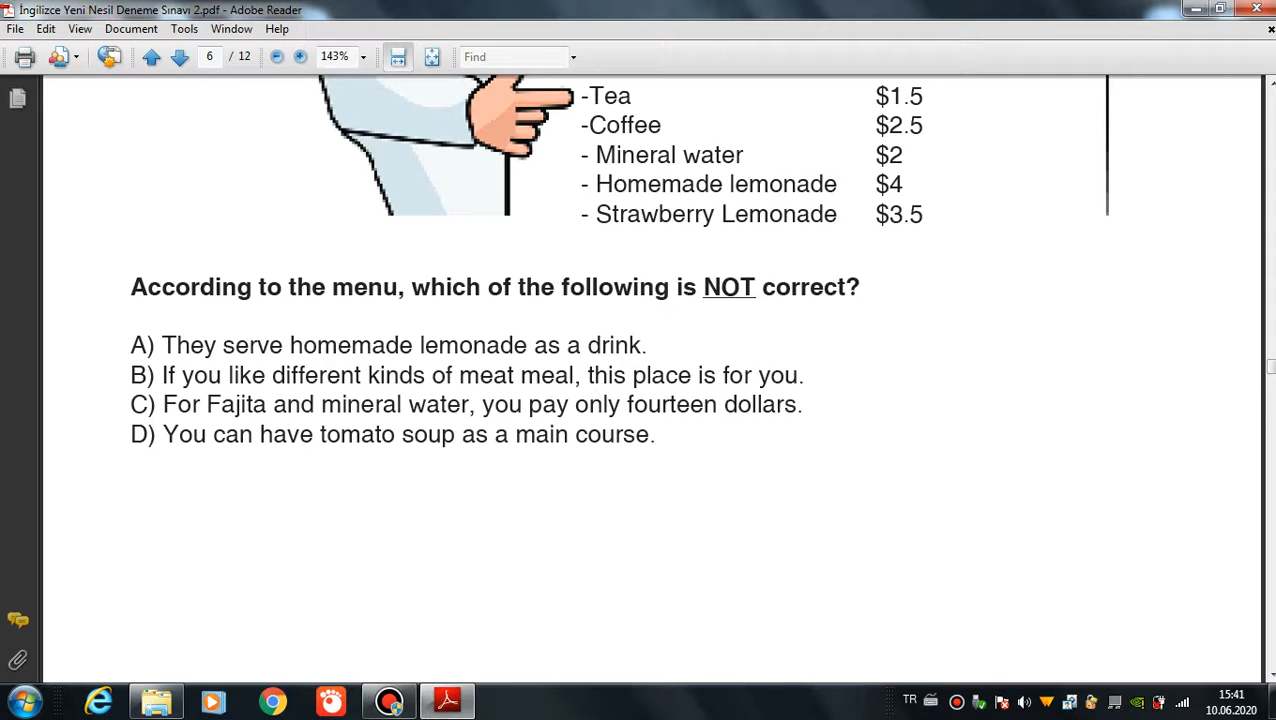 İngilizce Yeni Nesil Deneme Sınavı 2.pdf - Adobe Reader
File Edit View Document Tools Window Help
6 / 12 143% Find
-Tea $1.5
-Coffee $2.5
- Mineral water $2
- Homemade lemonade $4
- Strawberry Lemonade $3.5
According to the menu, which of the following is NOT correct?
A) They serve homemade lemonade as a drink.
B) If you like different kinds of meat meal, this place is for you.
C) For Fajita and mineral water, you pay only fourteen dollars.
D) You can have tomato soup as a main course.
TR 15:41
10.06.2020